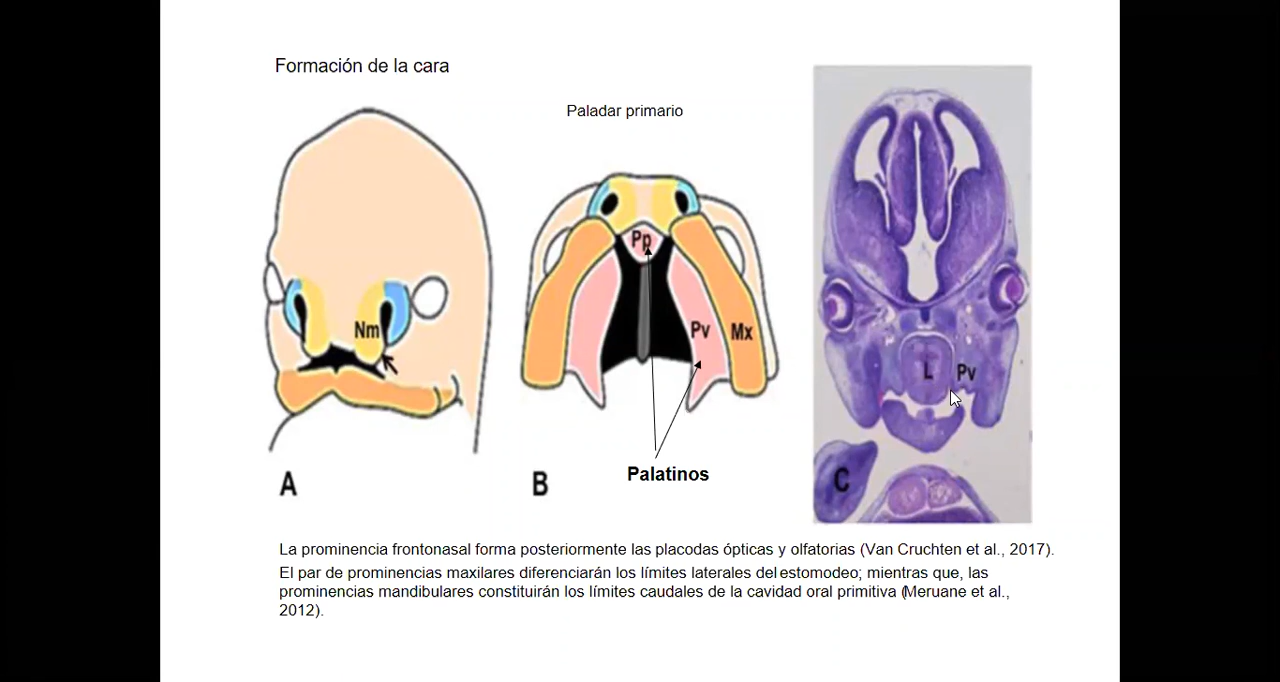 Formación de la cara
Paladar primario
Nm
Pp
Pv
Mx
L
Pv
Palatinos
A
B
C
La prominencia frontonasal forma posteriormente las placodas ópticas y olfatorias (Van Cruchten et al., 2017).
El par de prominencias maxilares diferenciarán los límites laterales del estomodeo; mientras que, las
prominencias mandibulares constituirán los límites caudales de la cavidad oral primitiva (Meruane et al.,
2012).